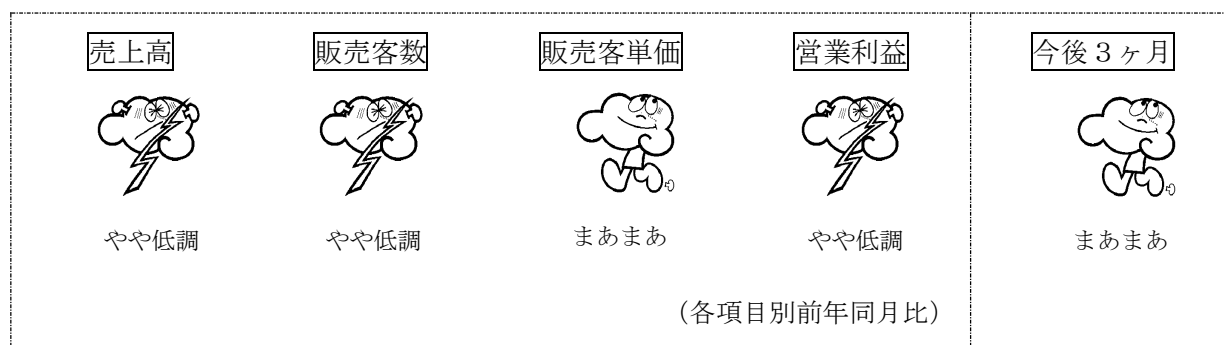 売上高 販売客数 販売客単価 営業利益 今後３ヶ月
やや低調 やや低調 まあまあ やや低調 まあまあ
（各項目別前年同月比）